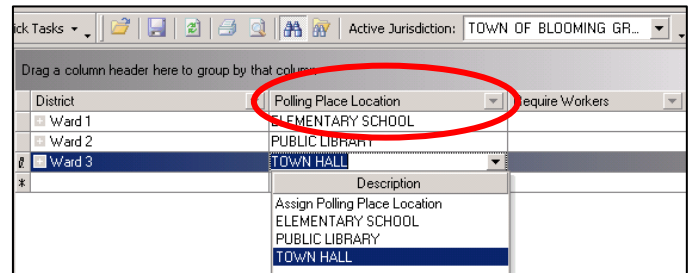 ck Tasks Active Jurisdiction: TOWN OF BLOOMING GR...
Drag a column header here to group by that column
District Polling Place Location Require Workers
Ward 1 ELEMENTARY SCHOOL
Ward 2 PUBLIC LIBRARY
Ward 3 TOWN HALL
*
Description
Assign Polling Place Location
ELEMENTARY SCHOOL
PUBLIC LIBRARY
TOWN HALL